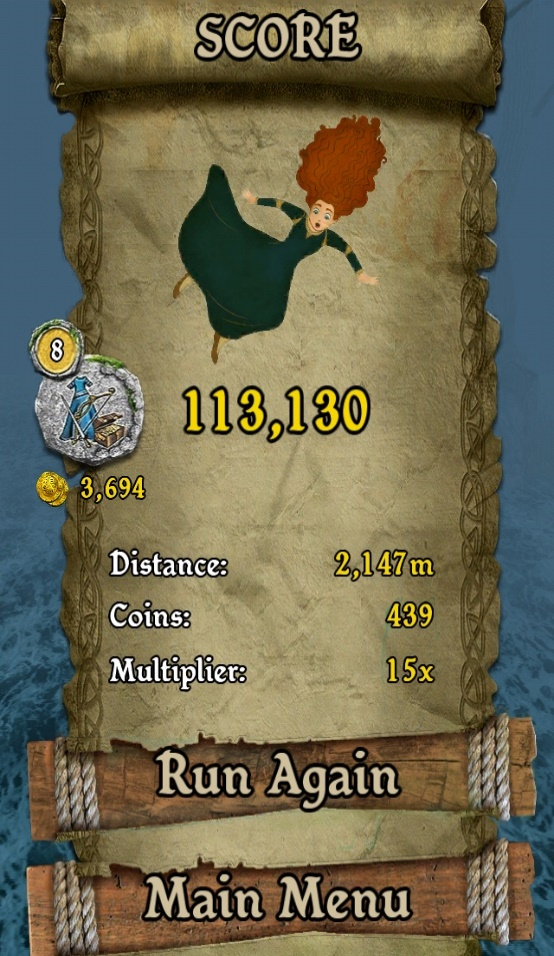 SCORE
8
113,130
3,694
Distance: 2,147m
Coins: 439
Multiplier: 15x
Run Again
Main Menu